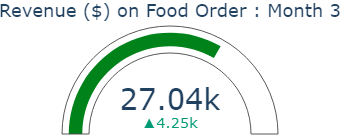 Revenue ($) on Food Order : Month 3
27.04k
▲4.25k